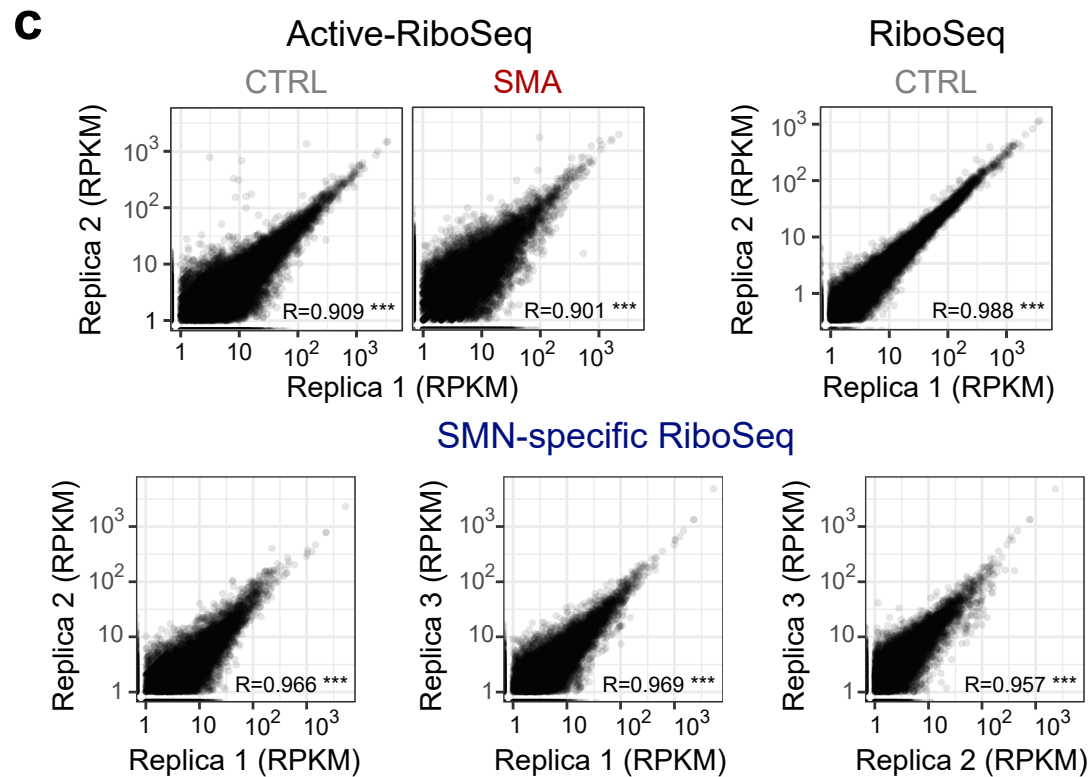 c
Active-RiboSeq
RiboSeq
CTRL
SMA
CTRL
Replica 2 (RPKM)
10³
10²
10
1
R=0.909 ***
R=0.901 ***
1 10 10² 10³
1 10 10² 10³
Replica 1 (RPKM)
Replica 2 (RPKM)
10³
10²
10
1
R=0.988 ***
1 10 10² 10³
Replica 1 (RPKM)
SMN-specific RiboSeq
Replica 2 (RPKM)
10³
10²
10
1
R=0.966 ***
1 10 10² 10³
Replica 1 (RPKM)
Replica 3 (RPKM)
10³
10²
10
1
R=0.969 ***
1 10 10² 10³
Replica 1 (RPKM)
Replica 3 (RPKM)
10³
10²
10
1
R=0.957 ***
1 10 10² 10³
Replica 2 (RPKM)